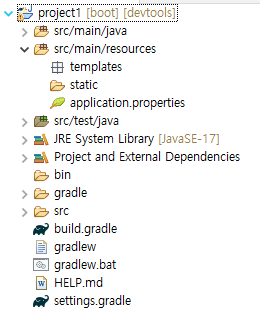 project1 [boot] [devtools]
src/main/java
src/main/resources
templates
static
application.properties
src/test/java
JRE System Library [JavaSE-17]
Project and External Dependencies
bin
gradle
src
build.gradle
gradlew
gradlew.bat
HELP.md
settings.gradle